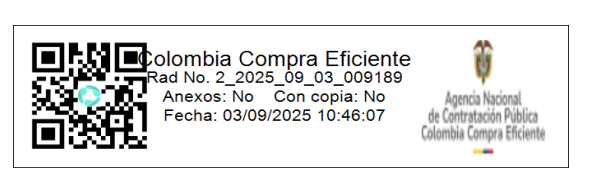 Colombia Compra Eficiente
Rad No. 2_2025_09_03_009189
Anexos: No    Con copia: No
Fecha: 03/09/2025 10:46:07
Agencia Nacional
de Contratación Pública
Colombia Compra Eficiente